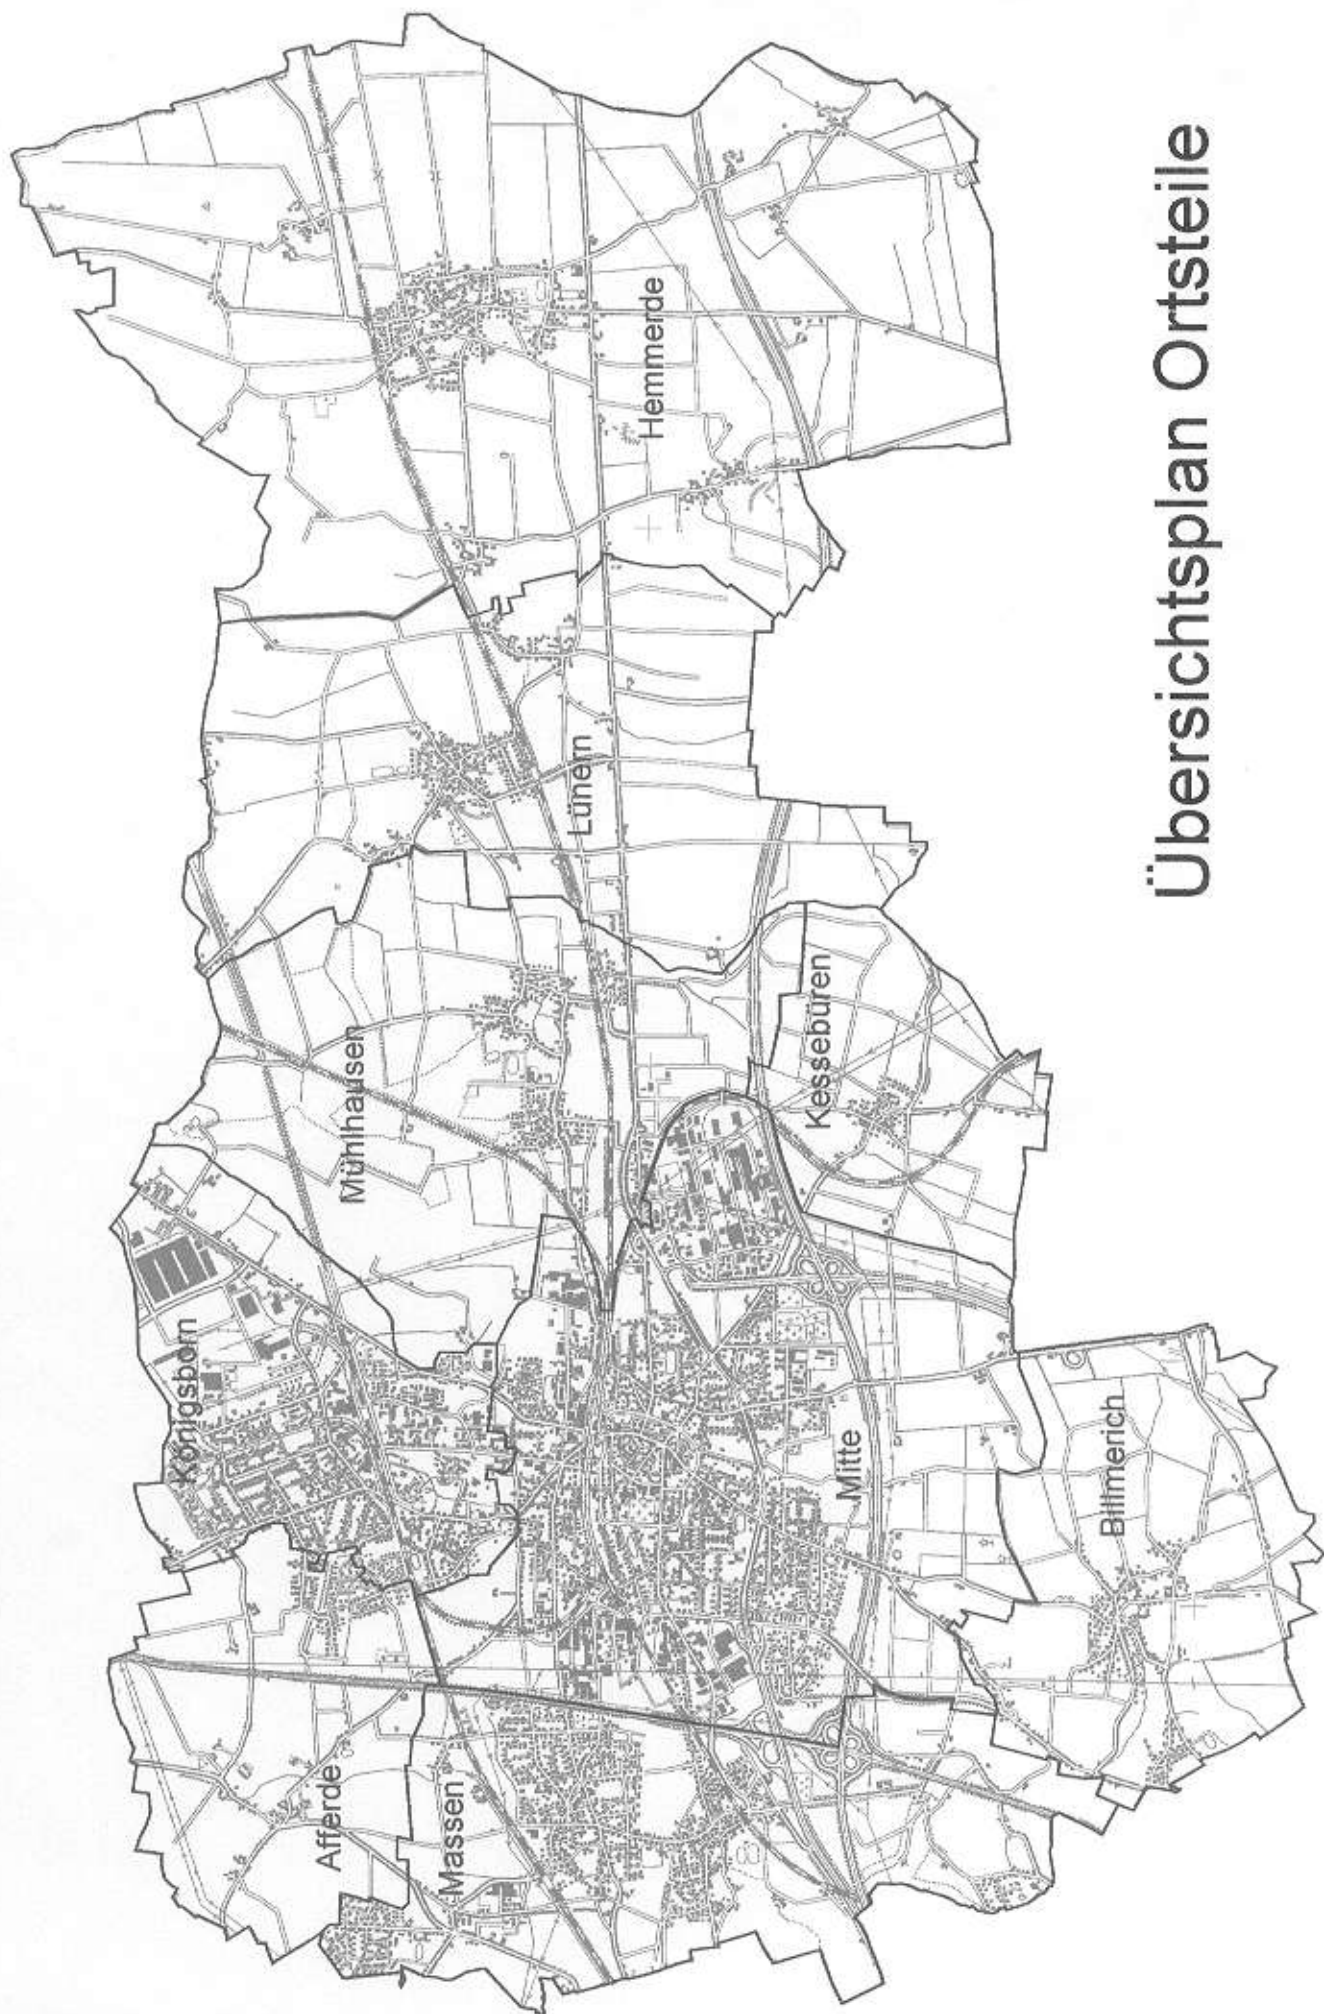 Übersichtsplan Ortsteile
Königsborn
Afferde
Mühlhausen
Massen
Lünern
Hemmerde
Mitte
Kessebüren
Billmerich